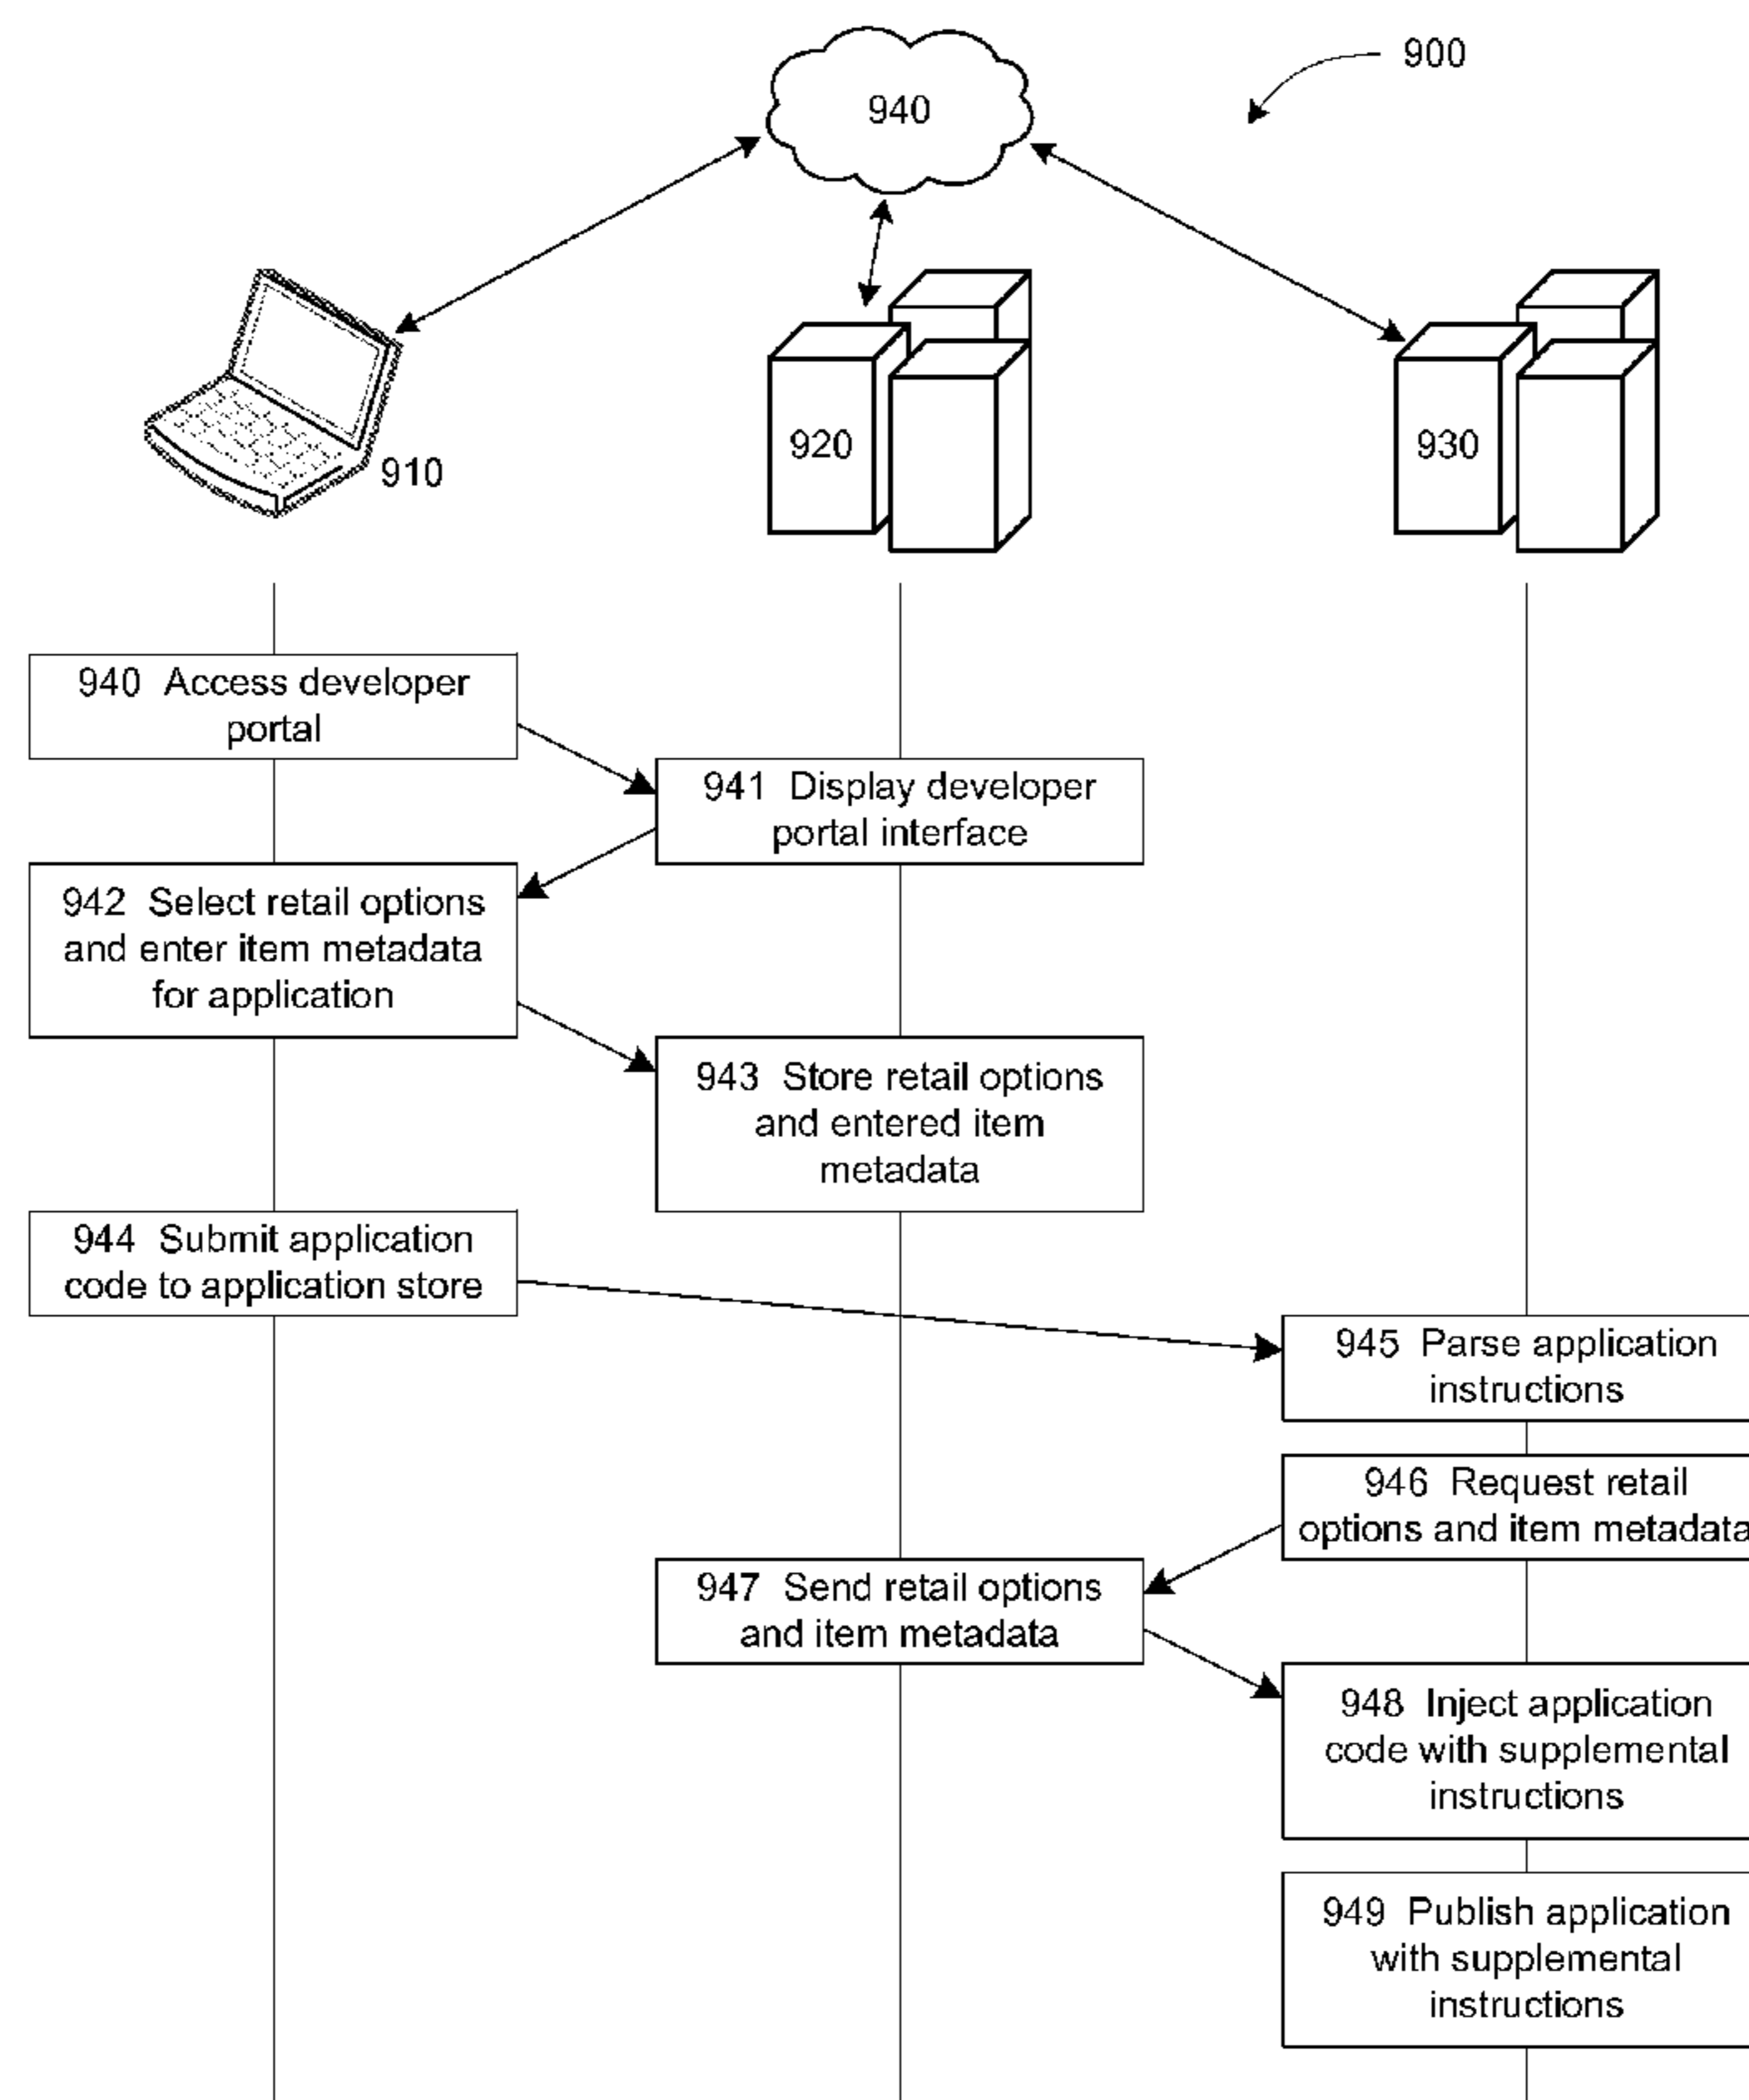 900
940
910
920
930
940 Access developer
portal
941 Display developer
portal interface
942 Select retail options
and enter item metadata
for application
943 Store retail options
and entered item
metadata
944 Submit application
code to application store
945 Parse application
instructions
946 Request retail
options and item metadata
947 Send retail options
and item metadata
948 Inject application
code with supplemental
instructions
949 Publish application
with supplemental
instructions